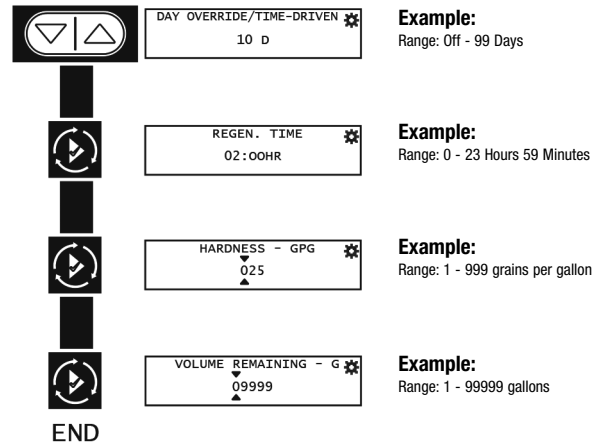 DAY OVERRIDE/TIME-DRIVEN
10 D
Example:
Range: Off - 99 Days
REGEN. TIME
02:OOHR
Example:
Range: 0 - 23 Hours 59 Minutes
HARDNESS - GPG
025
Example:
Range: 1 - 999 grains per gallon
VOLUME REMAINING - G
09999
Example:
Range: 1 - 99999 gallons
END